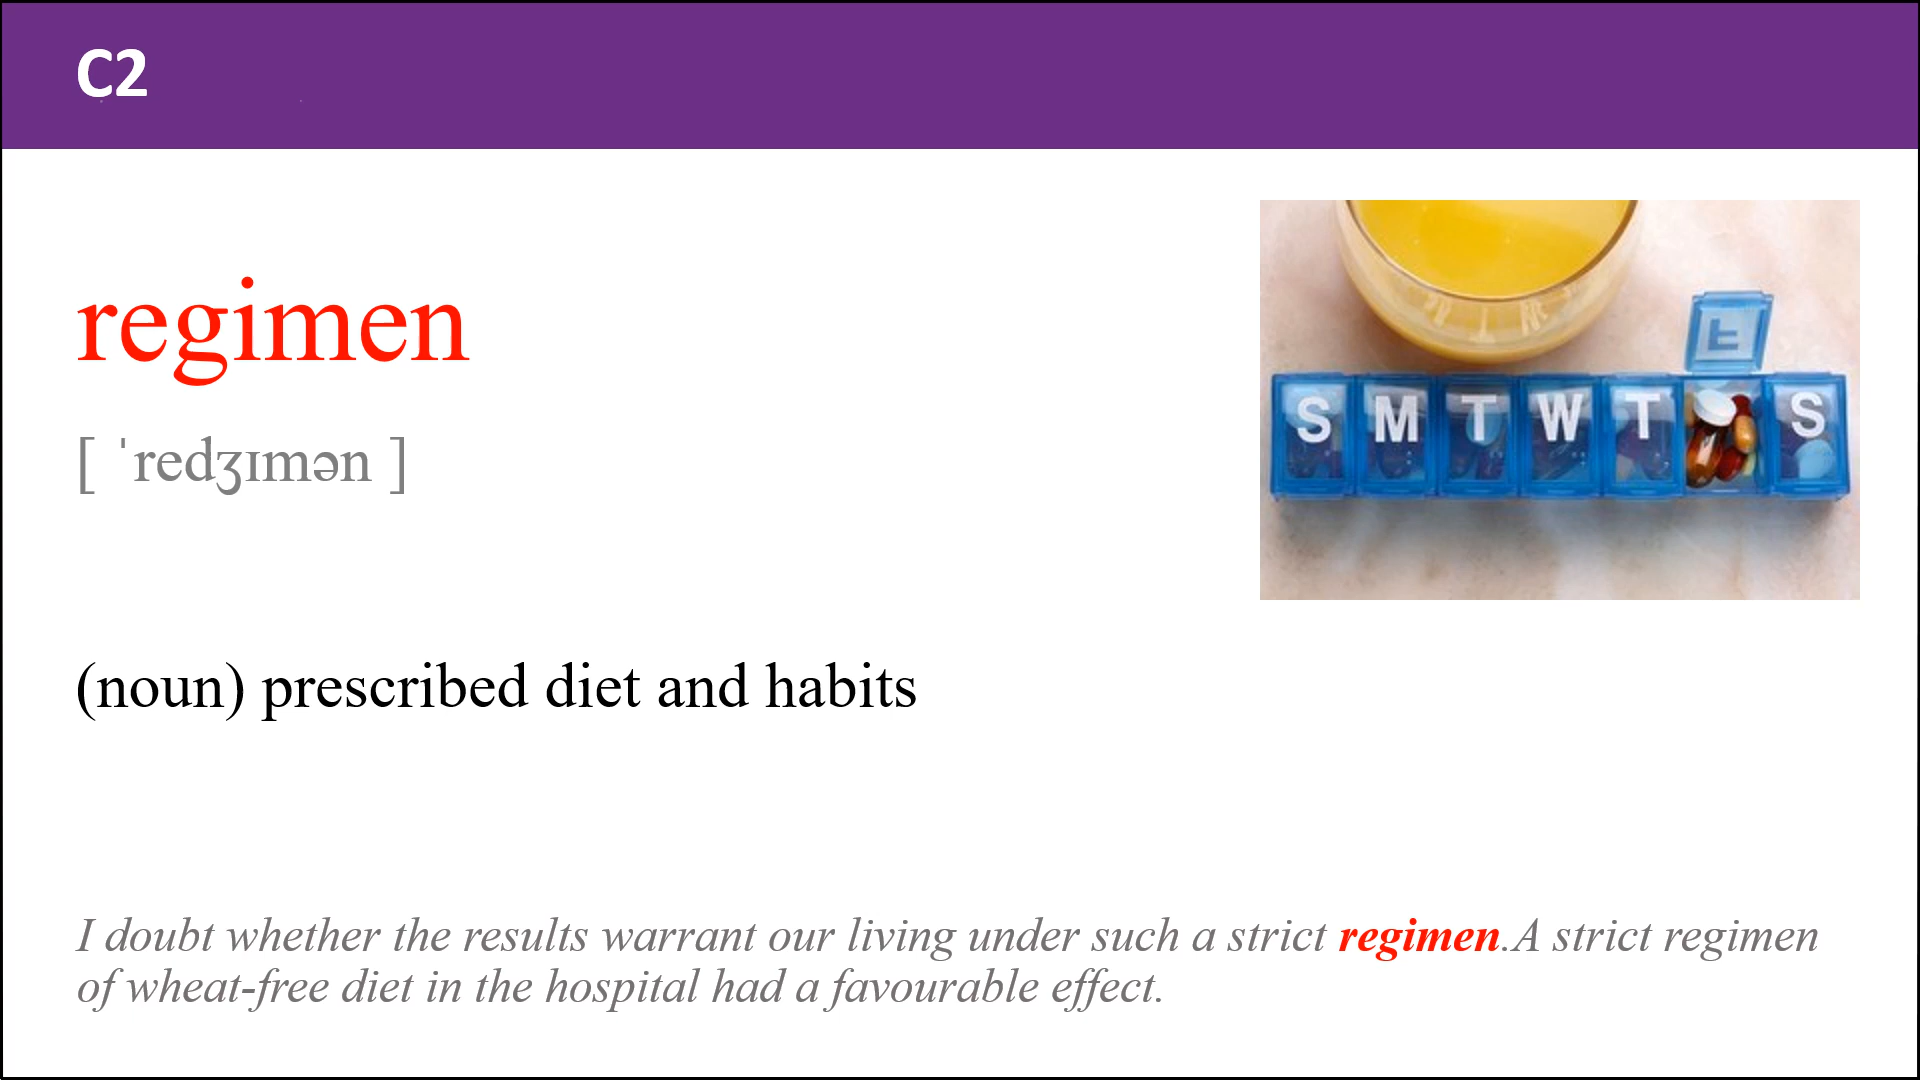 C2
regimen
[ ˈredʒɪmən ]
S M T W T F S
(noun) prescribed diet and habits
I doubt whether the results warrant our living under such a strict regimen.A strict regimen
of wheat-free diet in the hospital had a favourable effect.